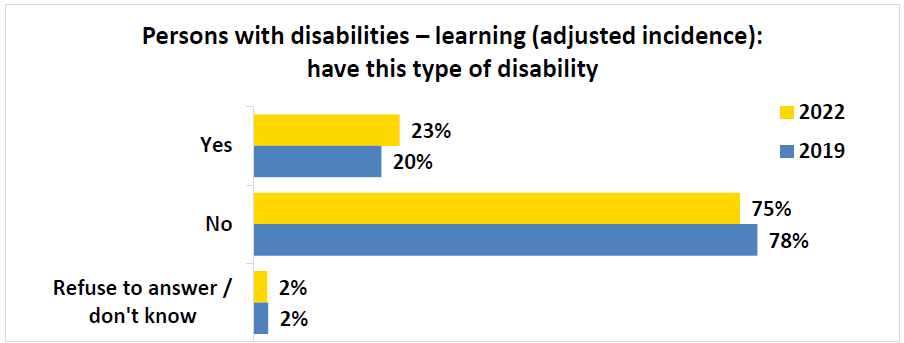 Persons with disabilities – learning (adjusted incidence):
have this type of disability
2022
2019
Yes
23%
20%
No
75%
78%
Refuse to answer /
don't know
2%
2%